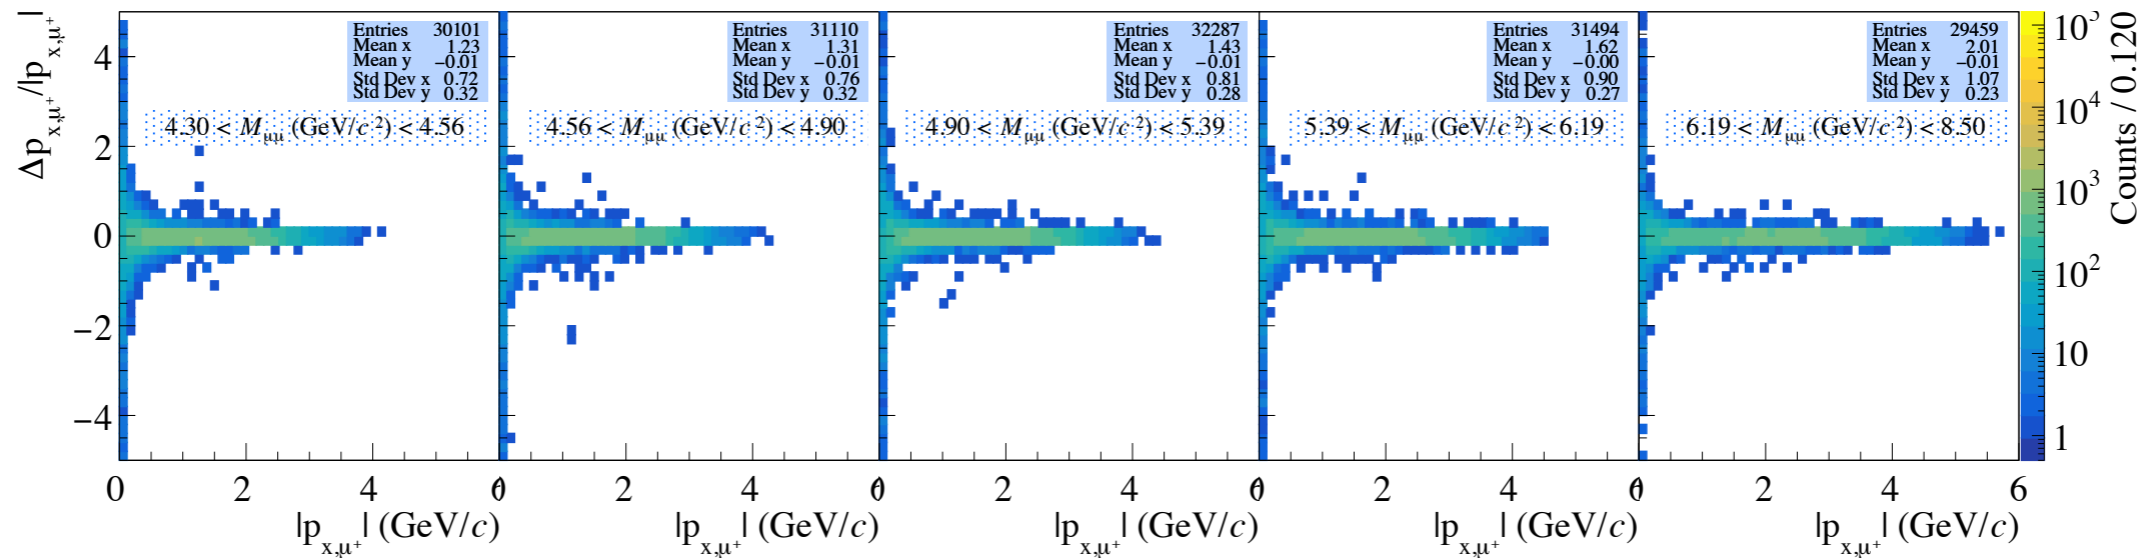 Δp_x,μ⁺/|p_x,μ⁺|
4
2
0
−2
−4
Entries 30101
Mean x 1.23
Mean y −0.01
Std Dev x 0.72
Std Dev y 0.32
4.30 < M_μμ (GeV/c²) < 4.56
Entries 31110
Mean x 1.31
Mean y −0.01
Std Dev x 0.76
Std Dev y 0.32
4.56 < M_μμ (GeV/c²) < 4.90
Entries 32287
Mean x 1.43
Mean y −0.01
Std Dev x 0.81
Std Dev y 0.28
4.90 < M_μμ (GeV/c²) < 5.39
Entries 31494
Mean x 1.62
Mean y −0.00
Std Dev x 0.90
Std Dev y 0.27
5.39 < M_μμ (GeV/c²) < 6.19
Entries 29459
Mean x 2.01
Mean y −0.01
Std Dev x 1.07
Std Dev y 0.23
6.19 < M_μμ (GeV/c²) < 8.50
0 2 4
0 2 4
0 2 4
0 2 4
0 2 4 6
|p_x,μ⁺| (GeV/c)
|p_x,μ⁺| (GeV/c)
|p_x,μ⁺| (GeV/c)
|p_x,μ⁺| (GeV/c)
|p_x,μ⁺| (GeV/c)
10⁵
10⁴
10³
10²
10
1
Counts / 0.120